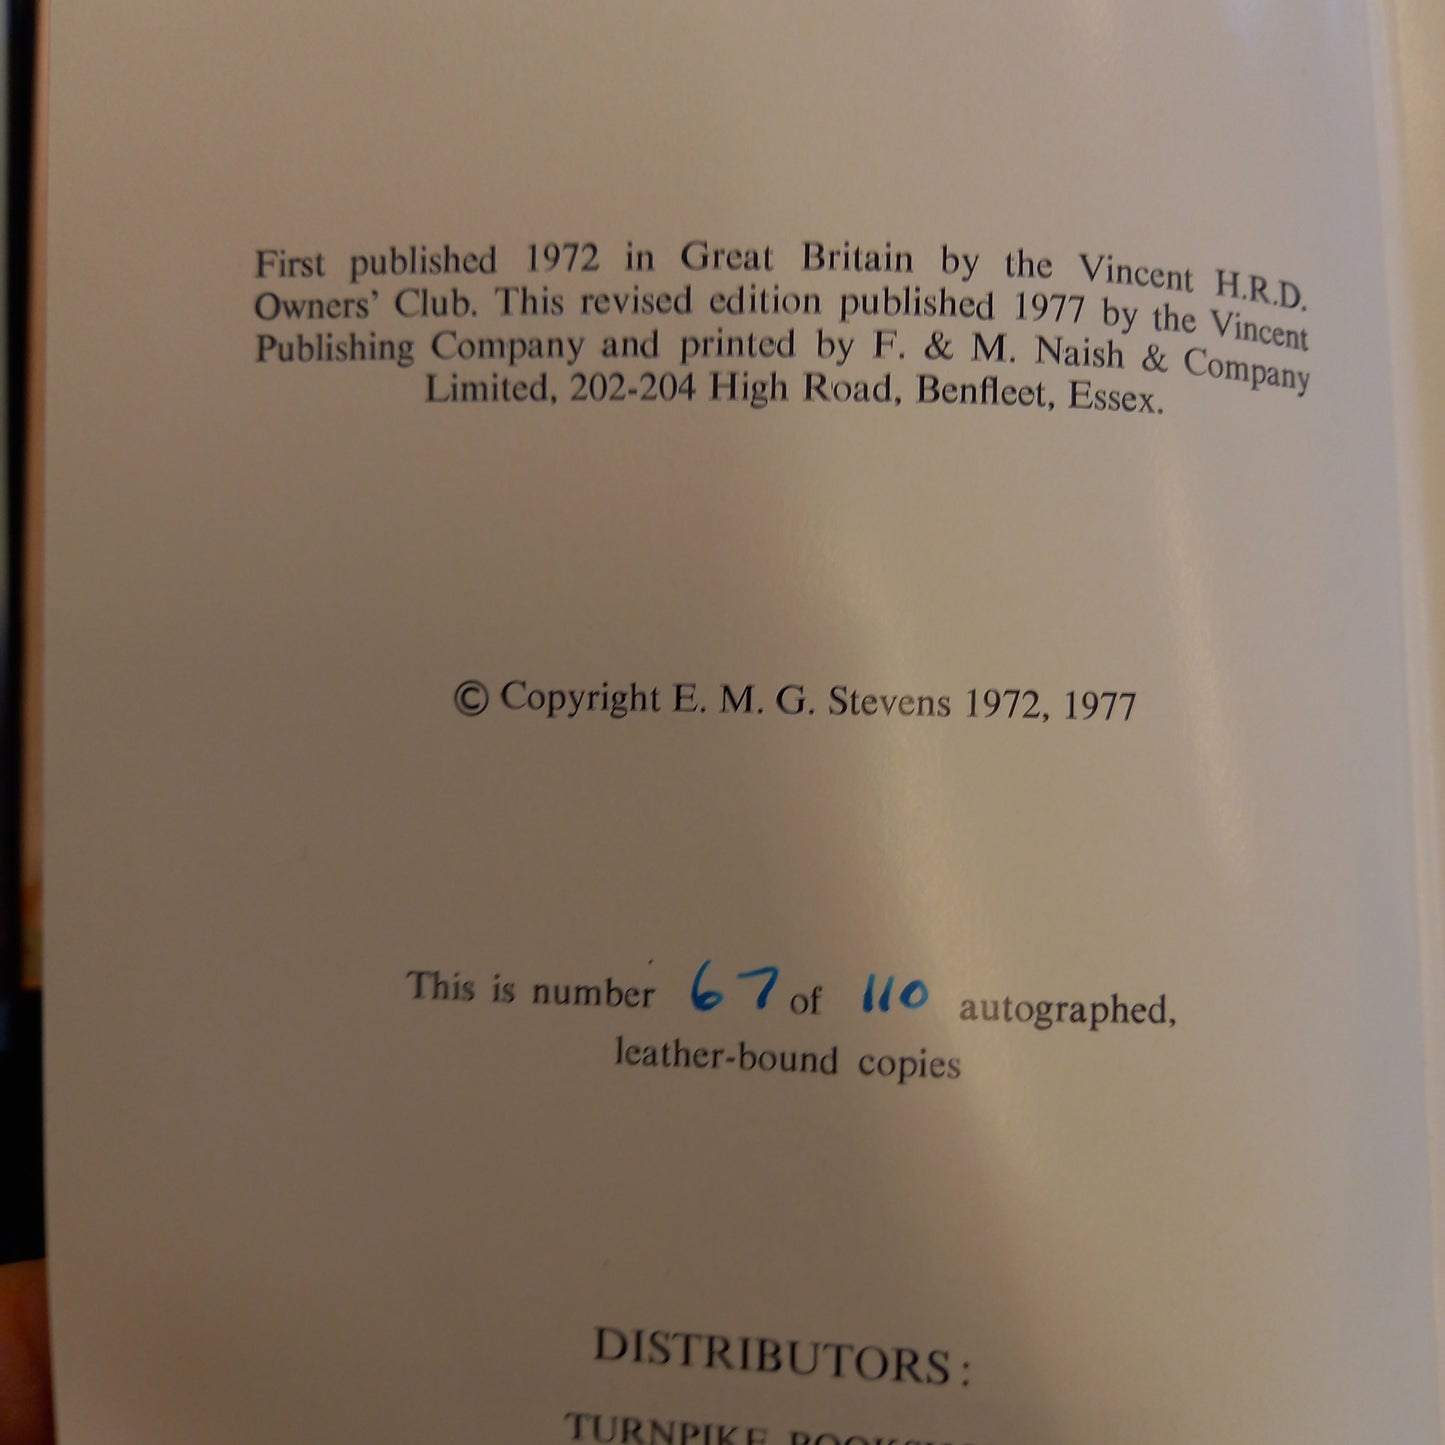 First published 1972 in Great Britain by the Vincent H.R.D.
Owners' Club. This revised edition published 1977 by the Vincent
Publishing Company and printed by F. & M. Naish & Company
Limited, 202-204 High Road, Benfleet, Essex.
© Copyright E. M. G. Stevens 1972, 1977
This is number 67 of 110 autographed,
leather-bound copies
DISTRIBUTORS:
TURNPIKE